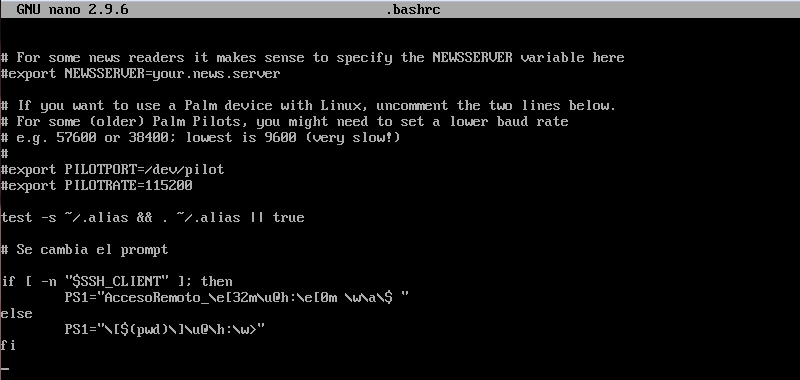 GNU nano 2.9.6 .bashrc
# For some news readers it makes sense to specify the NEWSSERVER variable here
#export NEWSSERVER=your.news.server
# If you want to use a Palm device with Linux, uncomment the two lines below.
# For some (older) Palm Pilots, you might need to set a lower baud rate
# e.g. 57600 or 38400; lowest is 9600 (very slow!)
#
#export PILOTPORT=/dev/pilot
#export PILOTRATE=115200
test -s ~/.alias && . ~/.alias || true
# Se cambia el prompt
if [ -n "$SSH_CLIENT" ]; then
PS1="AccesoRemoto_\e[32m\u@h:\e[0m \w\a\$ "
else
PS1="\[$(pwd)\]\u@\h:\w>"
fi